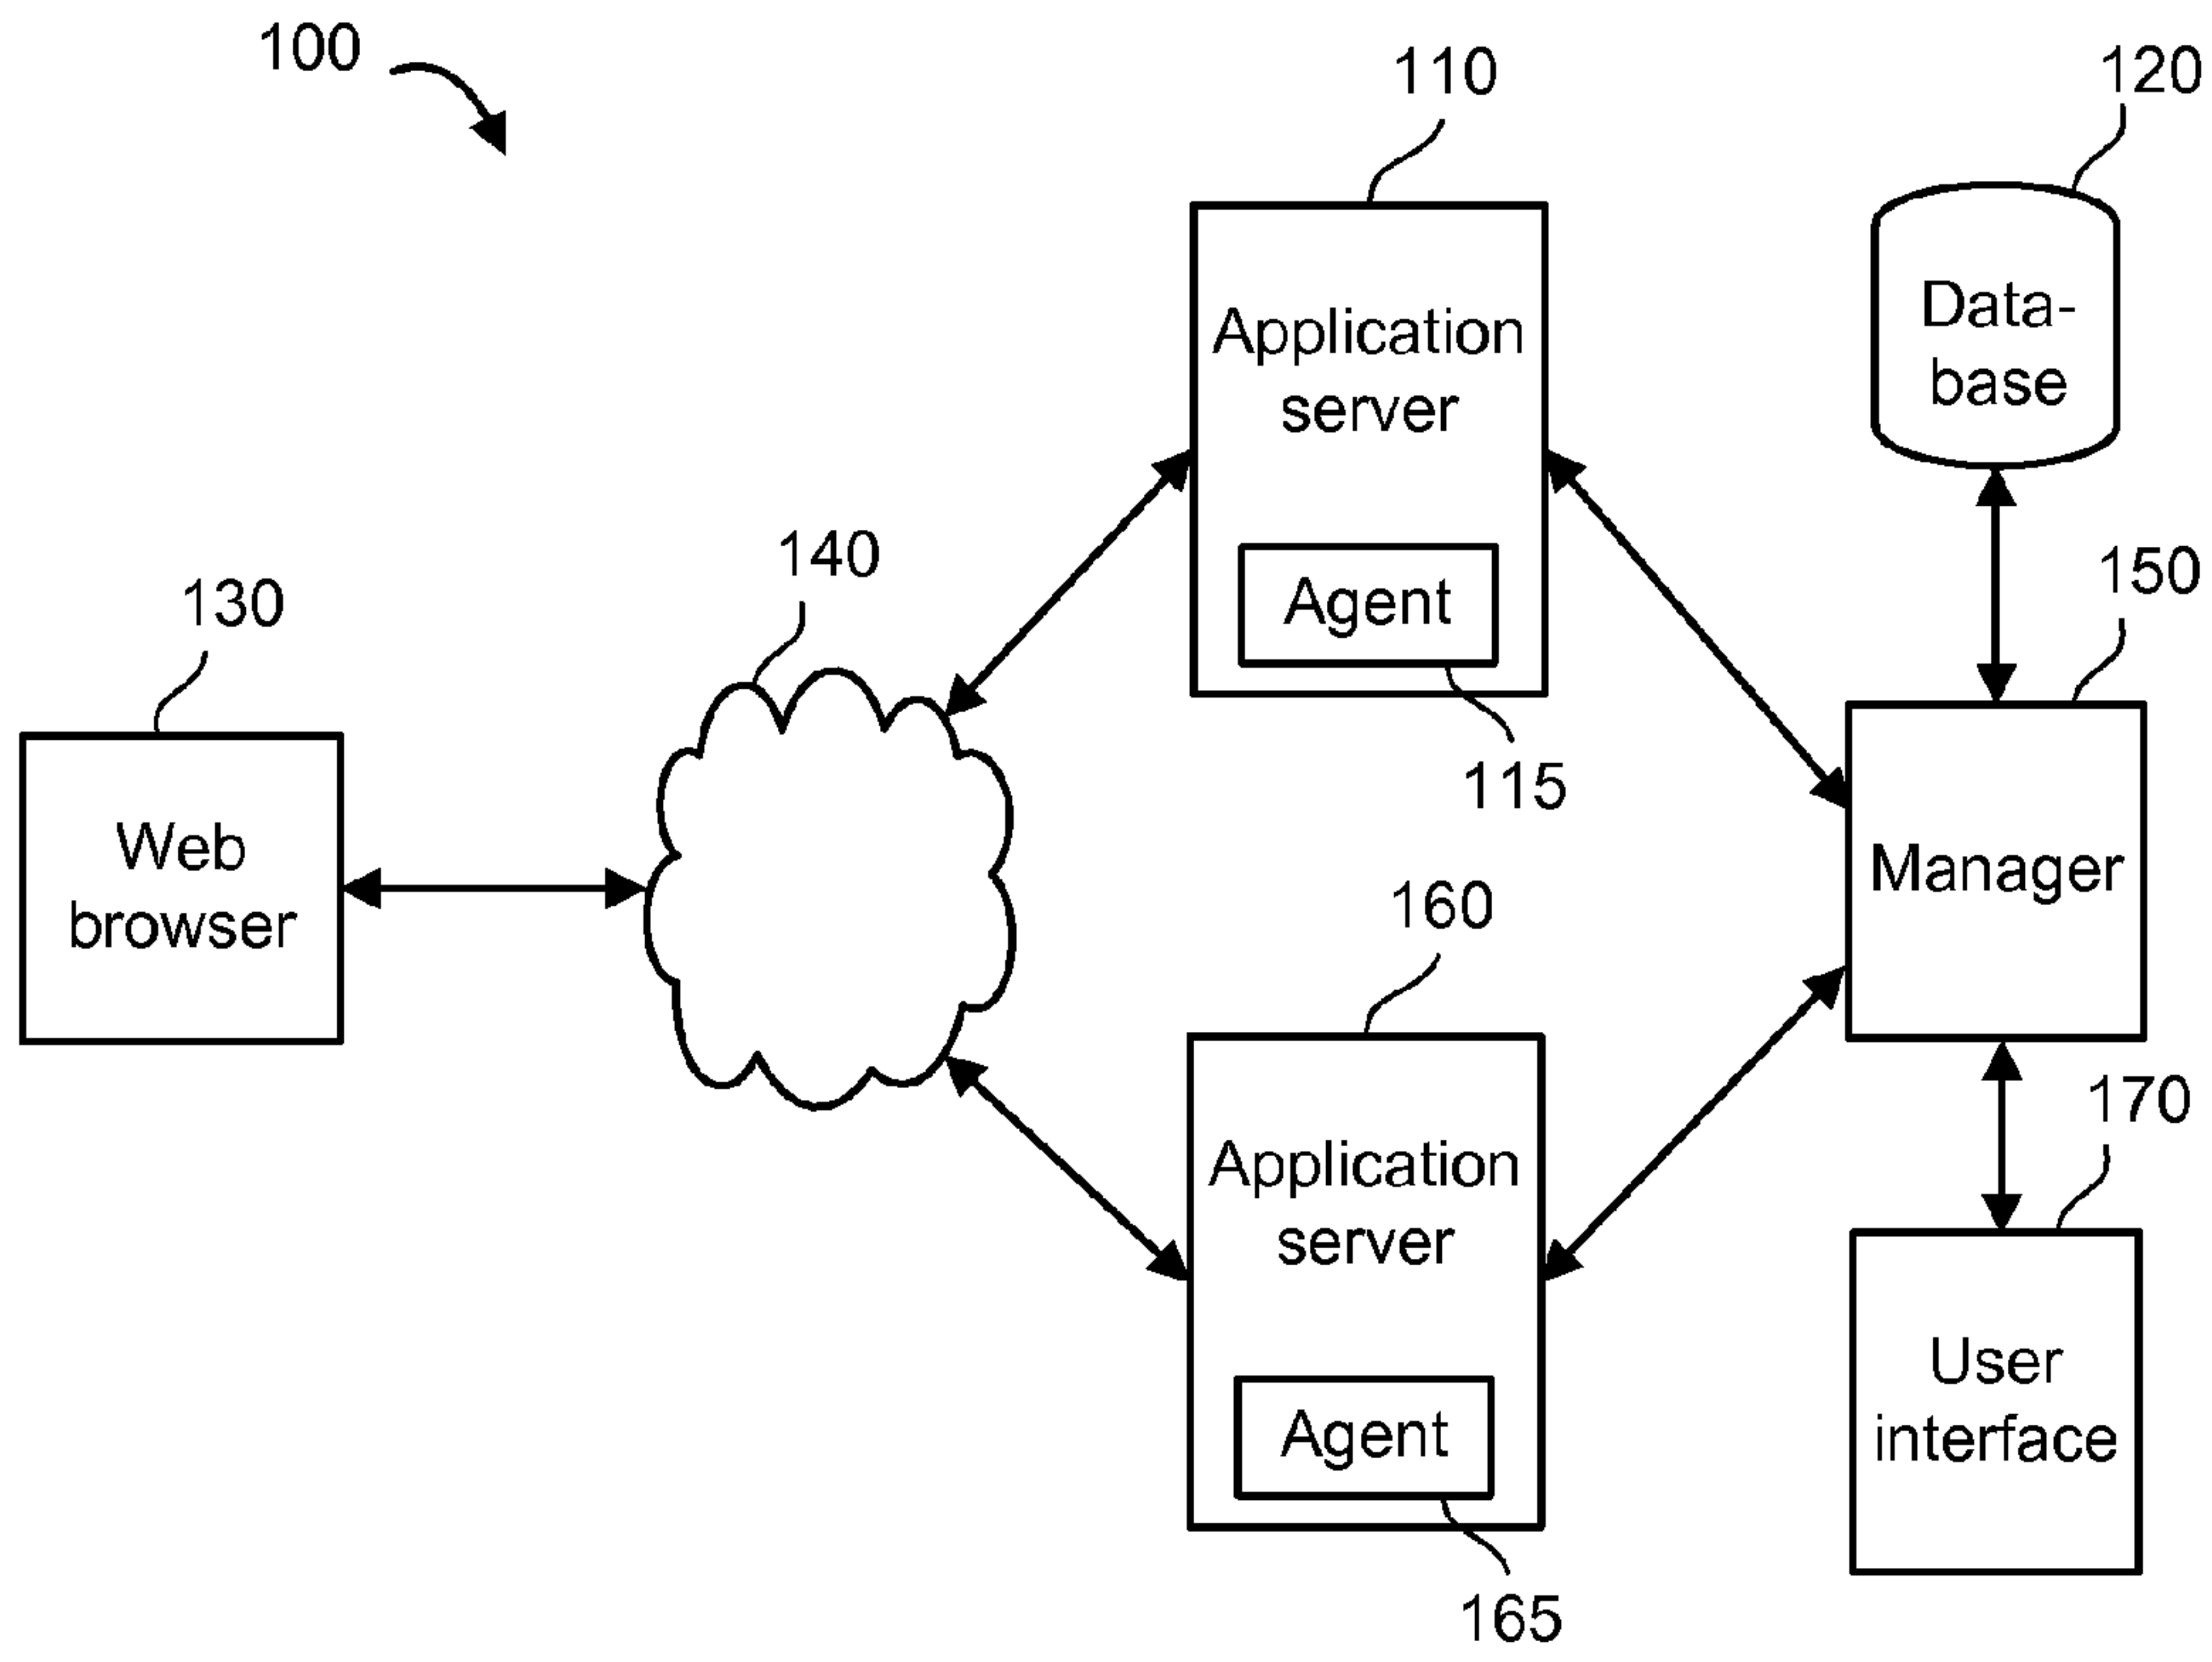 100
110
120
Application
server
Data-
base
Agent
140
150
130
115
Web
browser
Manager
160
170
Application
server
User
interface
Agent
165